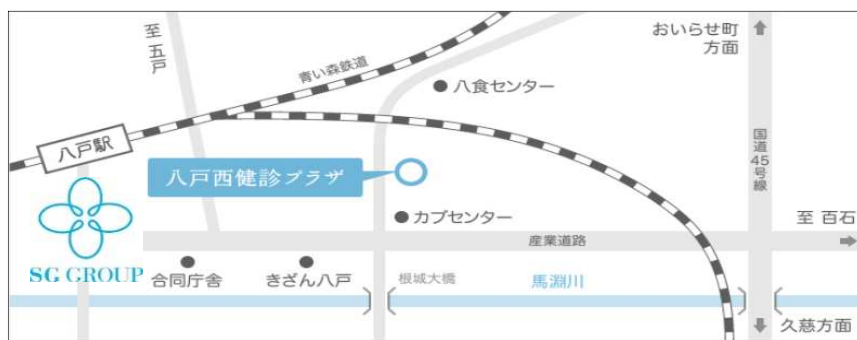 至
五
戸
青い森鉄道
おいらせ町
方面
八食センター
八戸駅
八戸西健診プラザ
国道45号線
カブセンター
至 百石
産業道路
SG GROUP
合同庁舎
きざん八戸
根城大橋
馬淵川
久慈方面